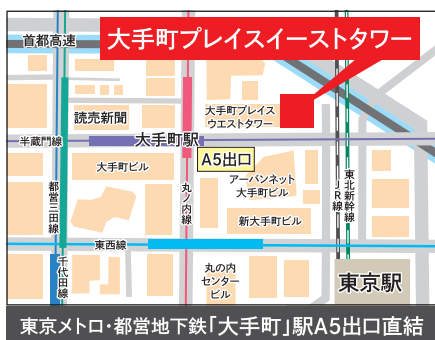 首都高速
大手町プレイスイーストタワー
読売新聞
大手町プレイス
ウエストタワー
半蔵門線
大手町駅
A5出口
大手町ビル
アーバンネット
大手町ビル
新大手町ビル
都営三田線
丸ノ内線
JR線
東北新幹線
東西線
千代田線
丸の内
センター
ビル
東京駅
東京メトロ・都営地下鉄「大手町」駅A5出口直結